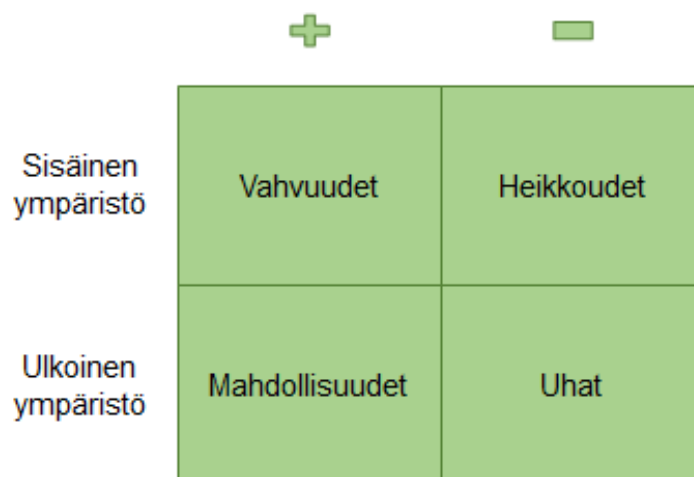 Sisäinen
ympäristö
Vahvuudet
Heikkoudet
Ulkoinen
ympäristö
Mahdollisuudet
Uhat